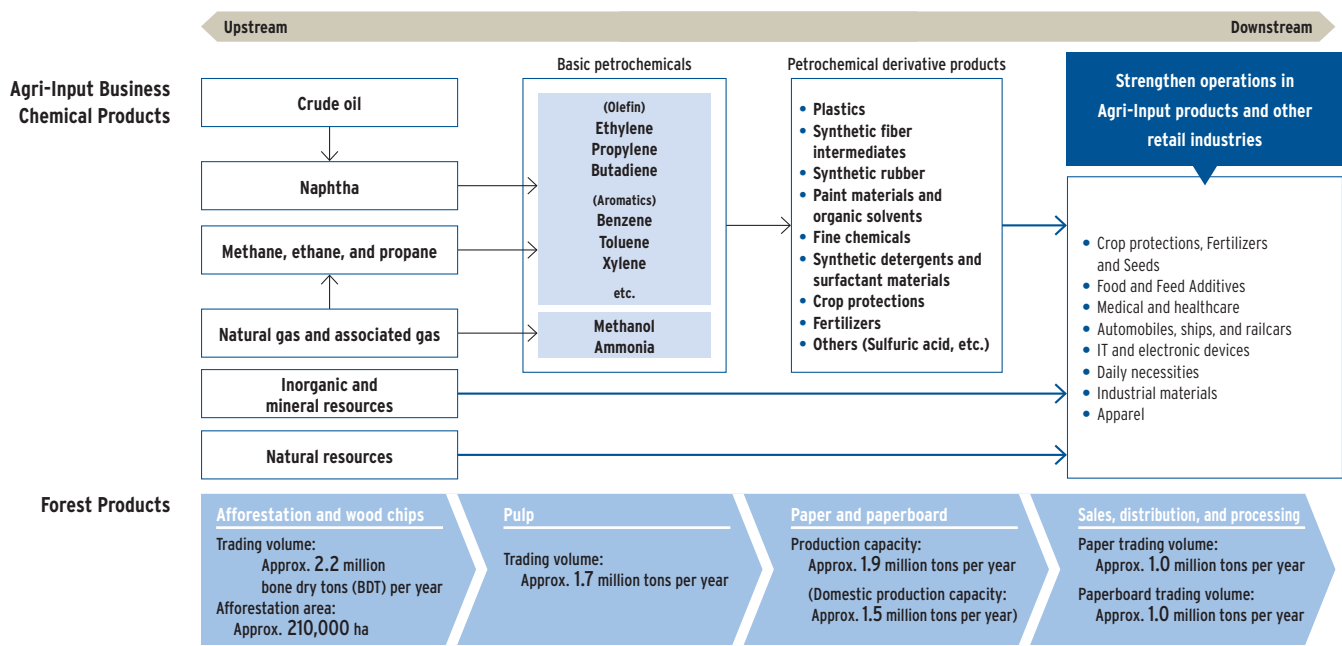 Upstream
Downstream
Agri-Input Business
Chemical Products
Crude oil
Naphtha
Methane, ethane, and propane
Natural gas and associated gas
Inorganic and
mineral resources
Natural resources
Basic petrochemicals
(Olefin)
Ethylene
Propylene
Butadiene
(Aromatics)
Benzene
Toluene
Xylene
etc.
Methanol
Ammonia
Petrochemical derivative products
• Plastics
• Synthetic fiber
intermediates
• Synthetic rubber
• Paint materials and
organic solvents
• Fine chemicals
• Synthetic detergents and
surfactant materials
• Crop protections
• Fertilizers
• Others (Sulfuric acid, etc.)
Strengthen operations in
Agri-Input products and other
retail industries
• Crop protections, Fertilizers
and Seeds
• Food and Feed Additives
• Medical and healthcare
• Automobiles, ships, and railcars
• IT and electronic devices
• Daily necessities
• Industrial materials
• Apparel
Forest Products
Afforestation and wood chips
Trading volume:
Approx. 2.2 million
bone dry tons (BDT) per year
Afforestation area:
Approx. 210,000 ha
Pulp
Trading volume:
Approx. 1.7 million tons per year
Paper and paperboard
Production capacity:
Approx. 1.9 million tons per year
(Domestic production capacity:
Approx. 1.5 million tons per year)
Sales, distribution, and processing
Paper trading volume:
Approx. 1.0 million tons per year
Paperboard trading volume:
Approx. 1.0 million tons per year